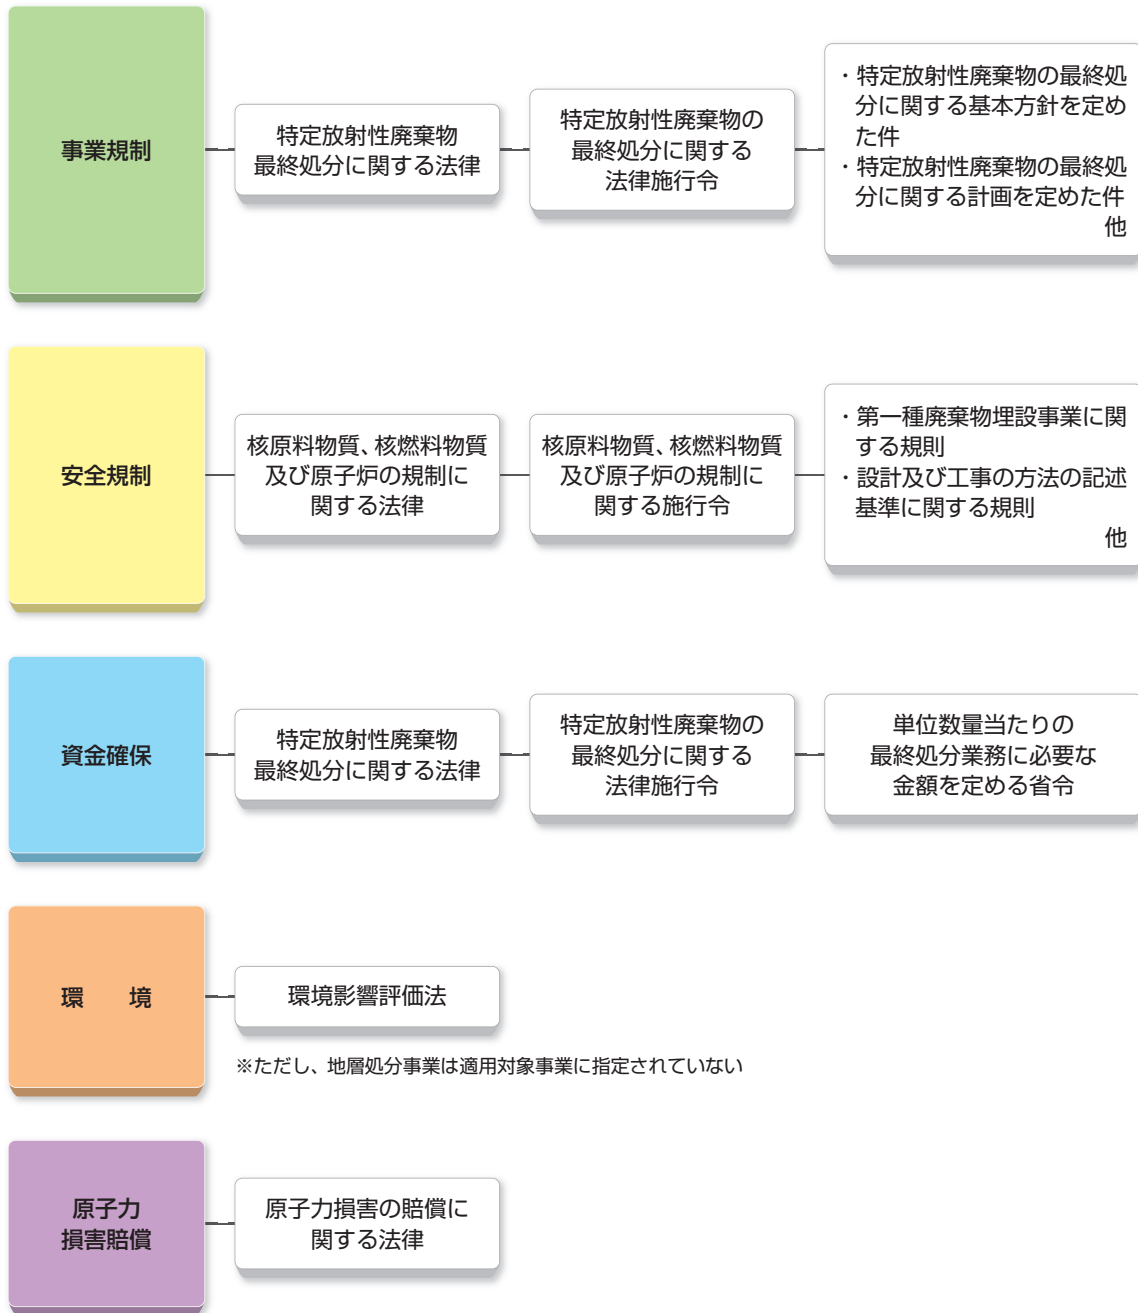 事業規制
特定放射性廃棄物
最終処分に関する法律
特定放射性廃棄物の
最終処分に関する
法律施行令
・特定放射性廃棄物の最終処
分に関する基本方針を定め
た件
・特定放射性廃棄物の最終処
分に関する計画を定めた件
他
安全規制
核原料物質、核燃料物質
及び原子炉の規制に
関する法律
核原料物質、核燃料物質
及び原子炉の規制に
関する施行令
・第一種廃棄物埋設事業に関
する規則
・設計及び工事の方法の記述
基準に関する規則
他
資金確保
特定放射性廃棄物
最終処分に関する法律
特定放射性廃棄物の
最終処分に関する
法律施行令
単位数量当たりの
最終処分業務に必要な
金額を定める省令
環　境
環境影響評価法
※ただし、地層処分事業は適用対象事業に指定されていない
原子力
損害賠償
原子力損害の賠償に
関する法律